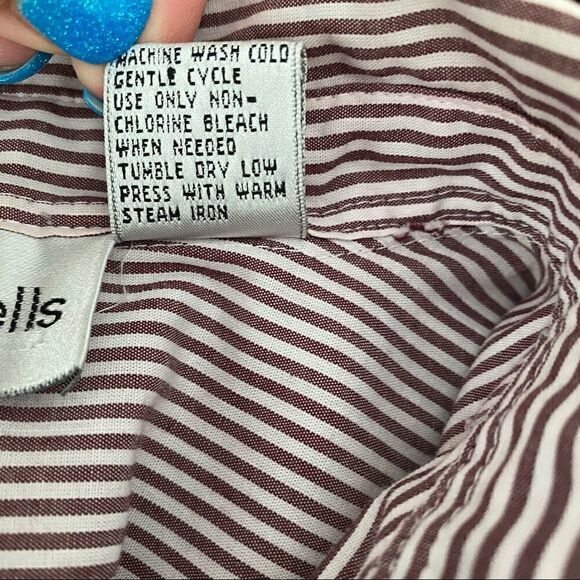 MACHINE WASH COLD
GENTLE CYCLE
USE ONLY NON-
CHLORINE BLEACH
WHEN NEEDED
TUMBLE DRY LOW
PRESS WITH WARM
STEAM IRON
ells